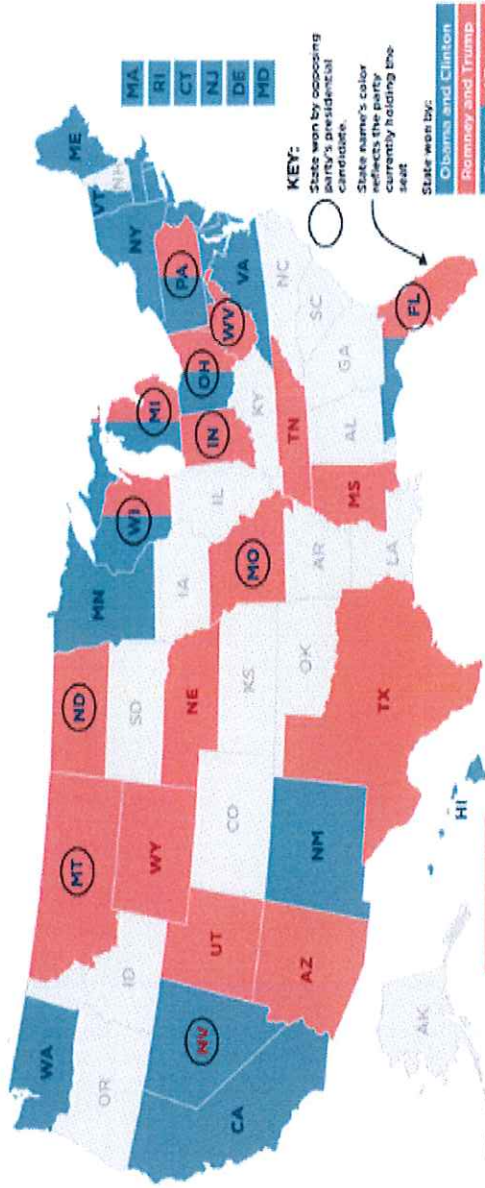 WA
OR
CA
NV
ID
MT
WY
UT
AZ
NM
CO
ND
SD
NE
KS
OK
TX
MN
IA
MO
AR
LA
WI
IL
MS
MI
IN
KY
TN
AL
OH
WV
GA
PA
VA
NC
SC
FL
NY
VT
NH
ME
AK
HI
MA
RI
CT
NJ
DE
MD
KEY:
State won by opposing
party's presidential
candidate.
State name's color
reflects the party
currently holding the
seat
State won by:
Obama and Clinton
Romney and Trump